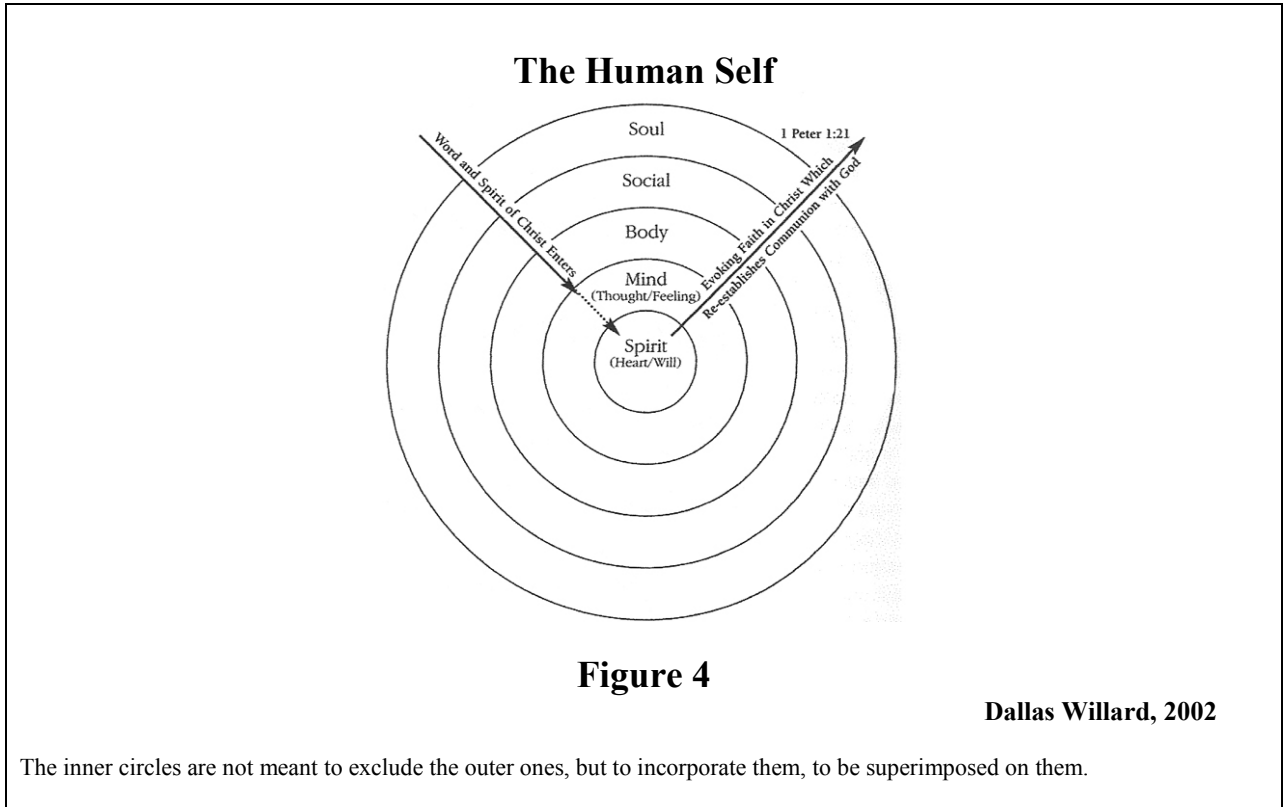 The Human Self
Soul
1 Peter 1:21
Word and Spirit of Christ Enters
Social
Body
Evoking Faith in Christ Which
Re-establishes Communion with God
Mind
(Thought/Feeling)
Spirit
(Heart/Will)
Figure 4
Dallas Willard, 2002
The inner circles are not meant to exclude the outer ones, but to incorporate them, to be superimposed on them.